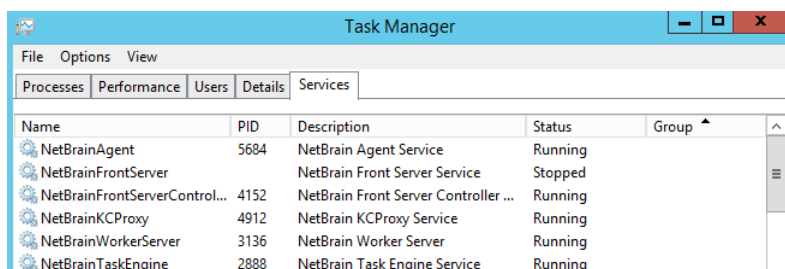 Task Manager
File Options View
Processes Performance Users Details Services
Name PID Description Status Group
NetBrainAgent 5684 NetBrain Agent Service Running
NetBrainFrontServer NetBrain Front Server Service Stopped
NetBrainFrontServerControl... 4152 NetBrain Front Server Controller ... Running
NetBrainKCProxy 4912 NetBrain KCProxy Service Running
NetBrainWorkerServer 3136 NetBrain Worker Server Running
NetBrainTaskEngine 2888 NetBrain Task Engine Service Running